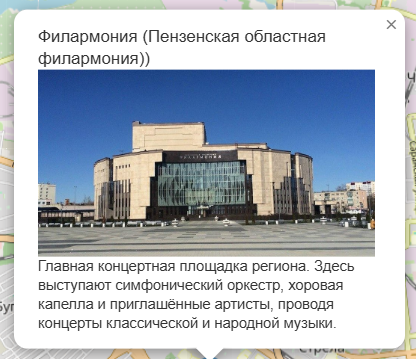 Филармония (Пензенская областная
филармония))
×
Главная концертная площадка региона. Здесь
выступают симфонический оркестр, хоровая
капелла и приглашённые артисты, проводя
концерты классической и народной музыки.
Стрела